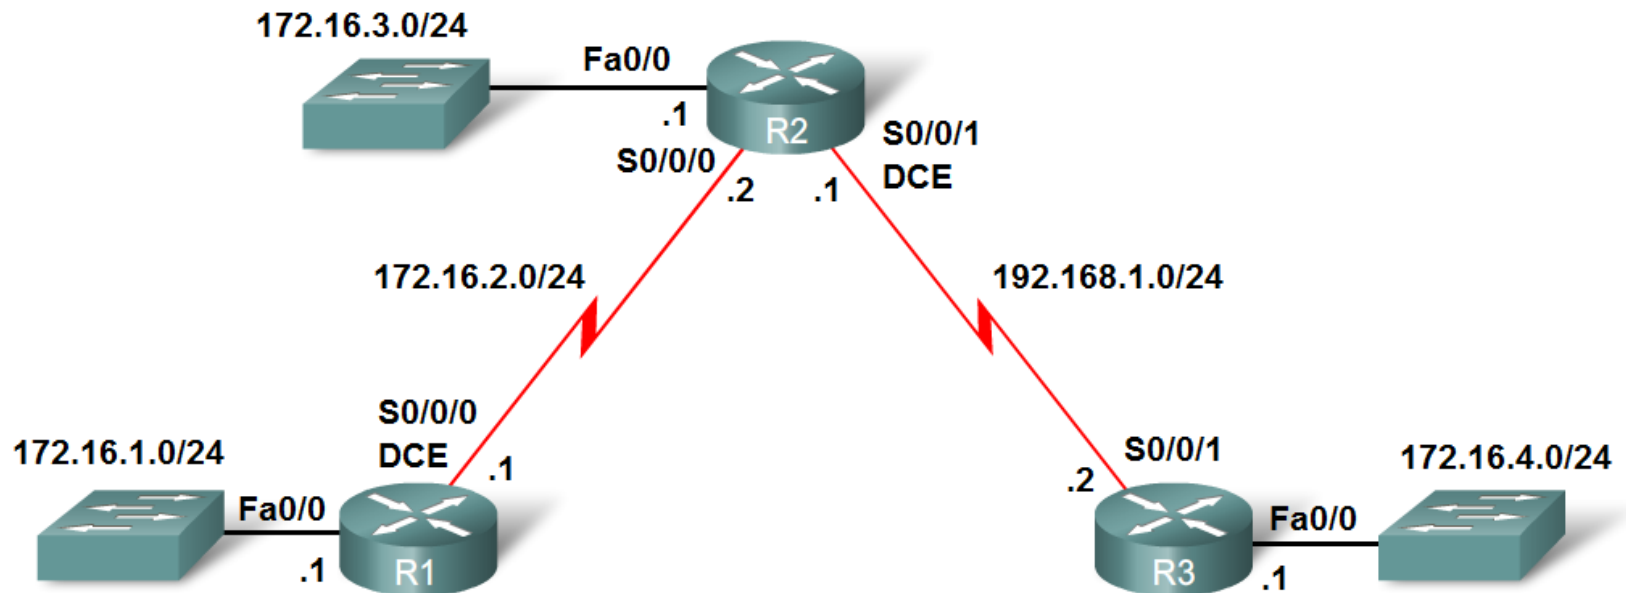 172.16.3.0/24
Fa0/0
.1
R2
S0/0/1
DCE
S0/0/0
.2
.1
172.16.2.0/24
192.168.1.0/24
S0/0/0
DCE
.1
172.16.1.0/24
Fa0/0
.1
R1
S0/0/1
.2
172.16.4.0/24
Fa0/0
.1
R3